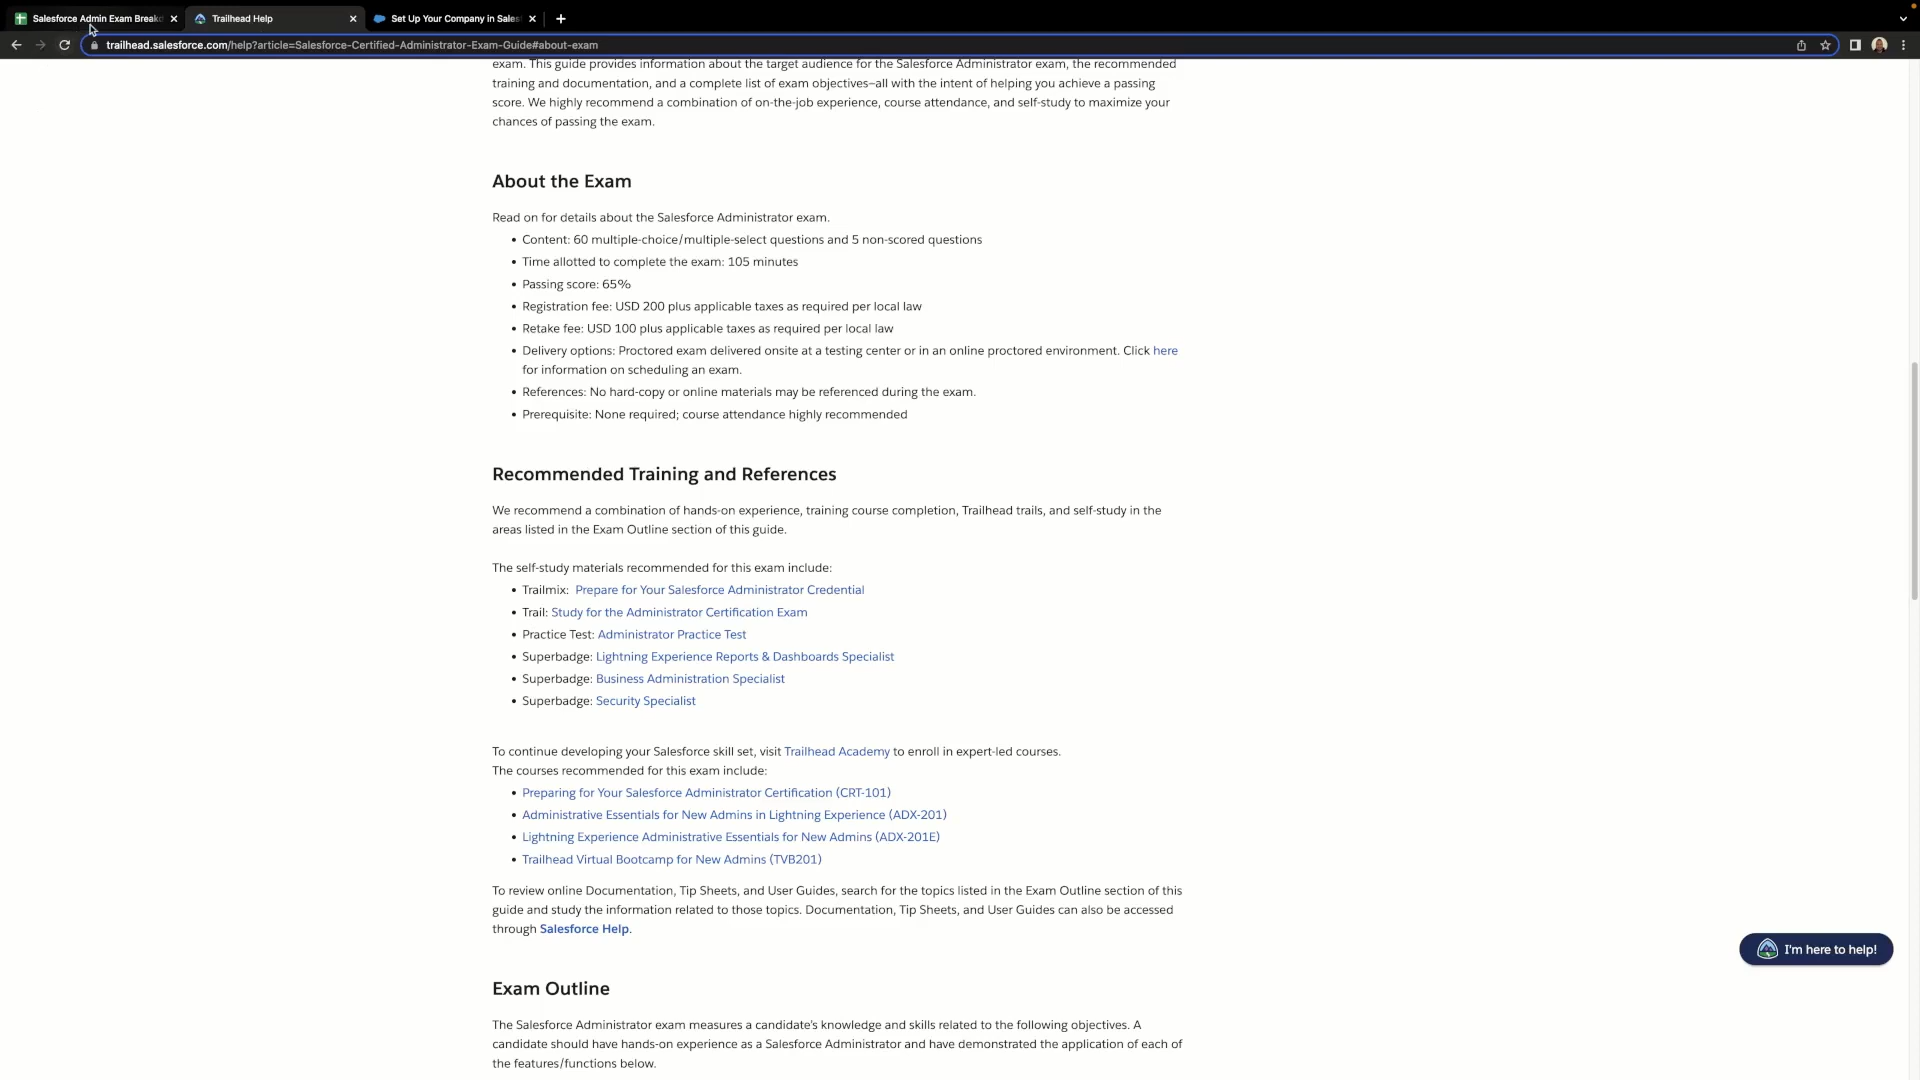 Salesforce Admin Exam Break
Trailhead Help
Set Up Your Company in Sales
trailhead.salesforce.com/help?article=Salesforce-Certified-Administrator-Exam-Guide#about-exam
exam. This guide provides information about the target audience for the Salesforce Administrator exam, the recommended
training and documentation, and a complete list of exam objectives—all with the intent of helping you achieve a passing
score. We highly recommend a combination of on-the-job experience, course attendance, and self-study to maximize your
chances of passing the exam.
About the Exam
Read on for details about the Salesforce Administrator exam.
• Content: 60 multiple-choice/multiple-select questions and 5 non-scored questions
• Time allotted to complete the exam: 105 minutes
• Passing score: 65%
• Registration fee: USD 200 plus applicable taxes as required per local law
• Retake fee: USD 100 plus applicable taxes as required per local law
• Delivery options: Proctored exam delivered onsite at a testing center or in an online proctored environment. Click here
for information on scheduling an exam.
• References: No hard-copy or online materials may be referenced during the exam.
• Prerequisite: None required; course attendance highly recommended
Recommended Training and References
We recommend a combination of hands-on experience, training course completion, Trailhead trails, and self-study in the
areas listed in the Exam Outline section of this guide.
The self-study materials recommended for this exam include:
• Trailmix: Prepare for Your Salesforce Administrator Credential
• Trail: Study for the Administrator Certification Exam
• Practice Test: Administrator Practice Test
• Superbadge: Lightning Experience Reports & Dashboards Specialist
• Superbadge: Business Administration Specialist
• Superbadge: Security Specialist
To continue developing your Salesforce skill set, visit Trailhead Academy to enroll in expert-led courses.
The courses recommended for this exam include:
• Preparing for Your Salesforce Administrator Certification (CRT-101)
• Administrative Essentials for New Admins in Lightning Experience (ADX-201)
• Lightning Experience Administrative Essentials for New Admins (ADX-201E)
• Trailhead Virtual Bootcamp for New Admins (TVB201)
To review online Documentation, Tip Sheets, and User Guides, search for the topics listed in the Exam Outline section of this
guide and study the information related to those topics. Documentation, Tip Sheets, and User Guides can also be accessed
through Salesforce Help.
I'm here to help!
Exam Outline
The Salesforce Administrator exam measures a candidate's knowledge and skills related to the following objectives. A
candidate should have hands-on experience as a Salesforce Administrator and have demonstrated the application of each of
the features/functions below.